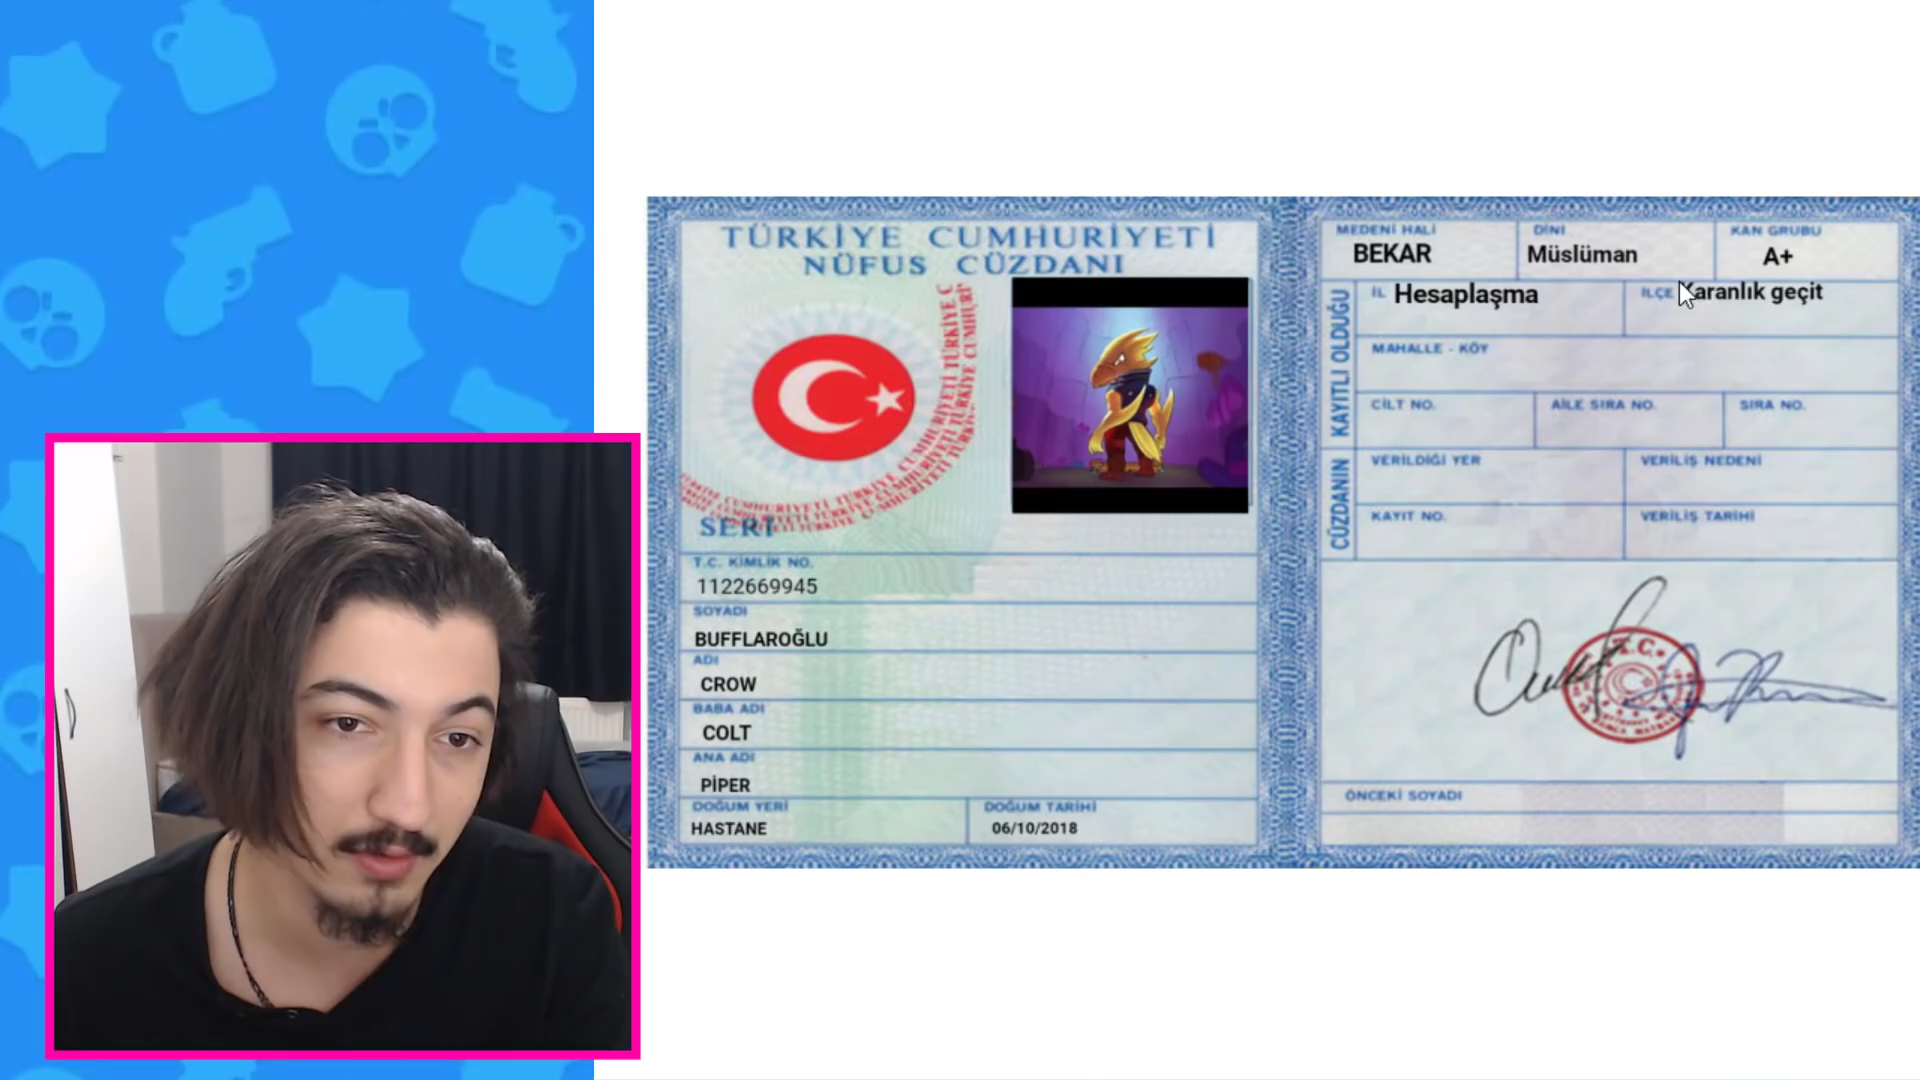 TÜRKİYE CUMHURİYETİ
NÜFUS CÜZDANI
SERİ
T.C. KİMLİK NO.
1122669945
SOYADI
BUFFLAROĞLU
ADI
CROW
BABA ADI
COLT
ANA ADI
PİPER
DOĞUM YERİ
HASTANE
DOĞUM TARİHİ
06/10/2018
MEDENİ HALİ
BEKAR
DİNİ
Müslüman
KAN GRUBU
A+
CÜZDANIN KAYITLI OLDUĞU
İL Hesaplaşma
İLÇE Karanlık geçit
MAHALLE - KÖY
CİLT NO.
AİLE SIRA NO.
SIRA NO.
VERİLDİĞİ YER
VERİLİŞ NEDENİ
KAYIT NO.
VERİLİŞ TARİHİ
T.C.
ÖNCEKİ SOYADI